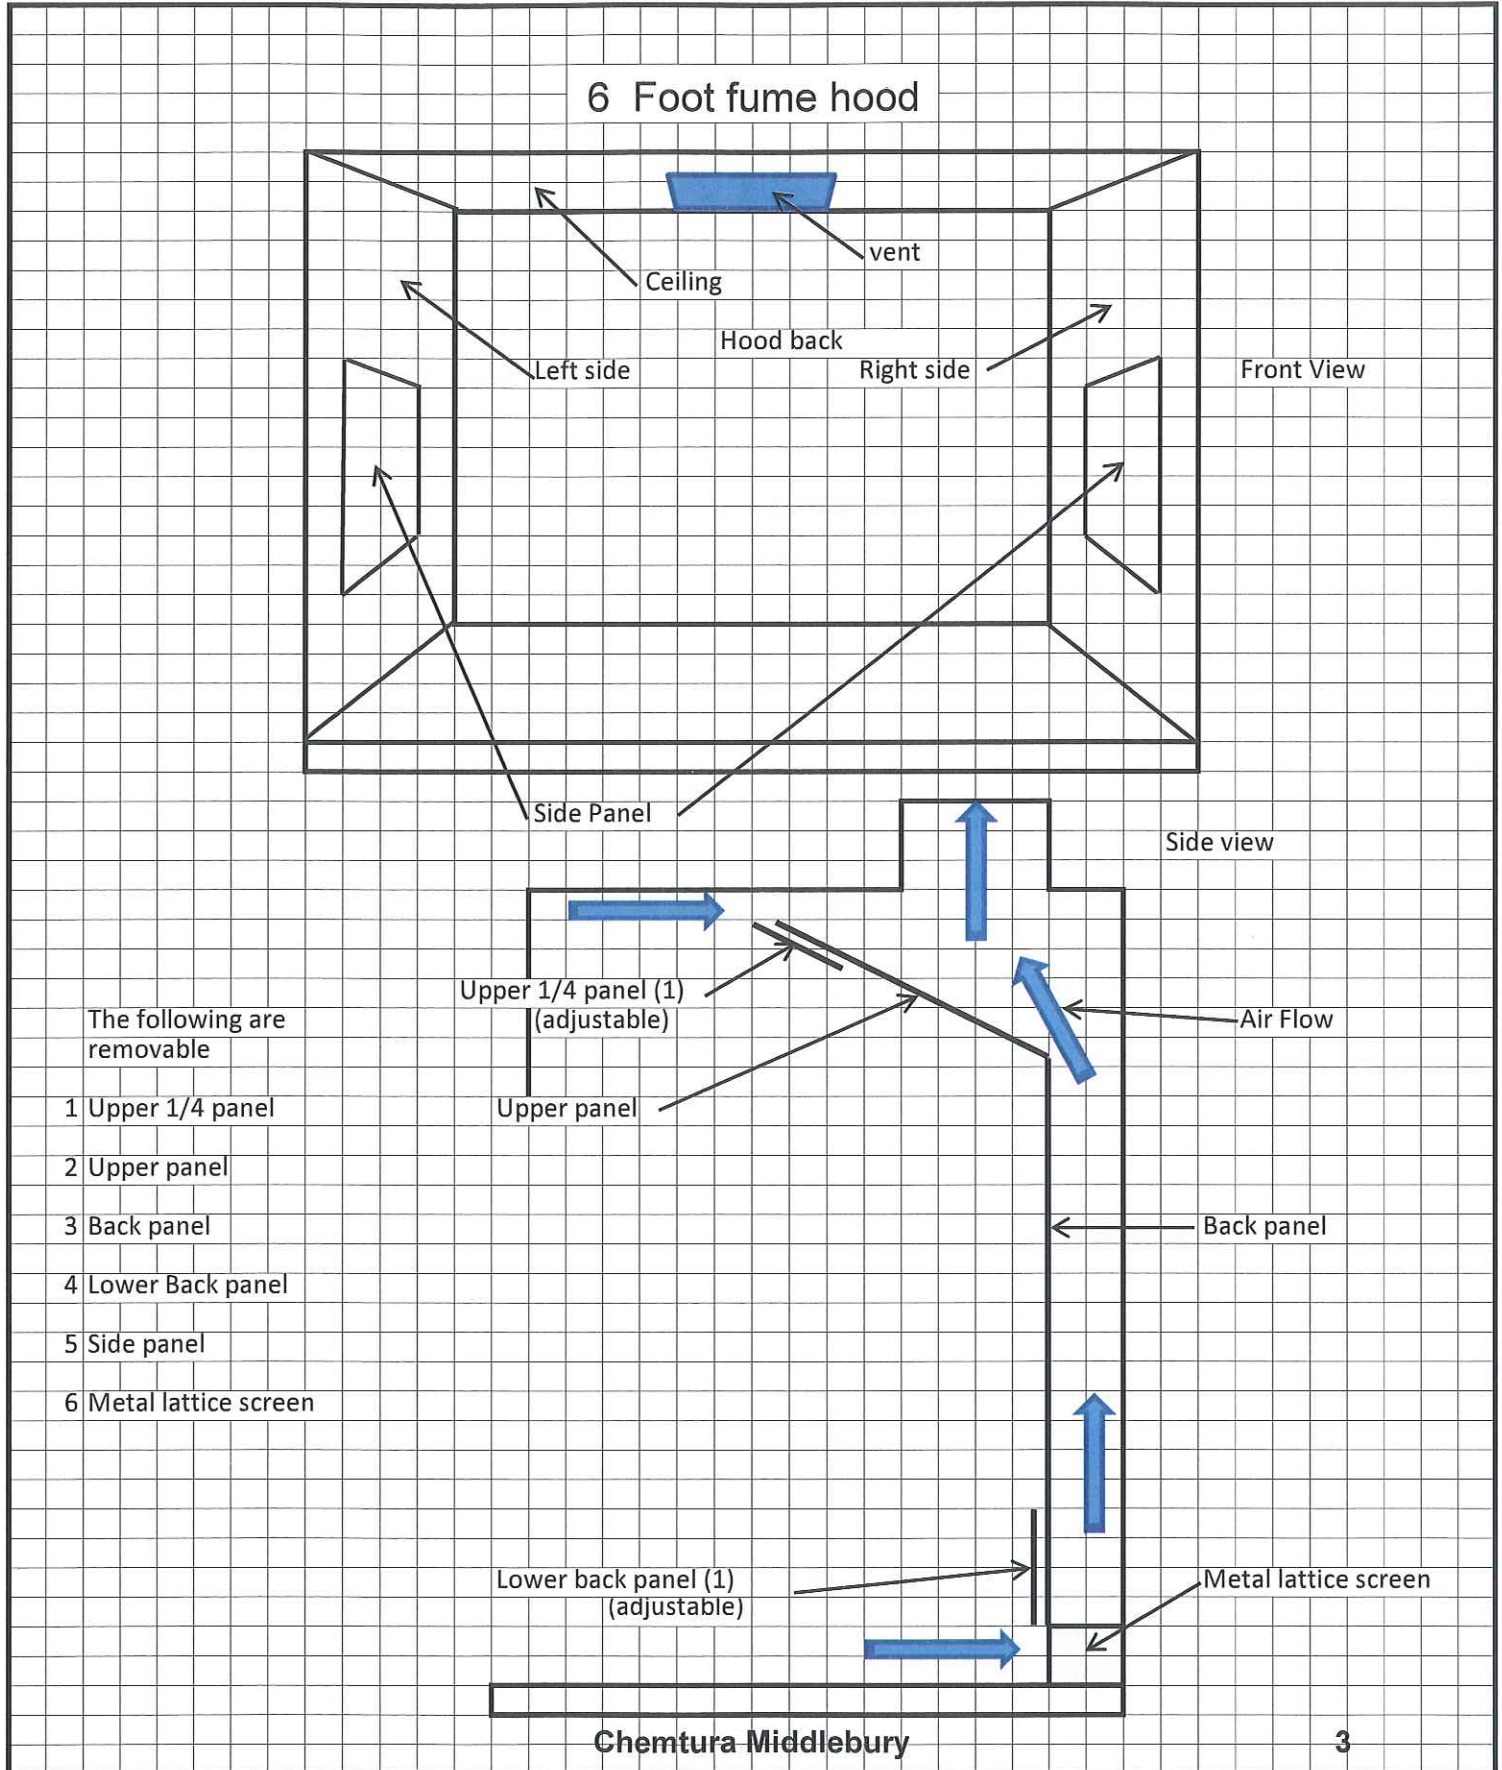 6 Foot fume hood
vent
Ceiling
Hood back
Left side
Right side
Front View
Side Panel
Side view
Upper 1/4 panel (1)
(adjustable)
The following are
removable
Air Flow
1 Upper 1/4 panel
Upper panel
2 Upper panel
3 Back panel
Back panel
4 Lower Back panel
5 Side panel
6 Metal lattice screen
Lower back panel (1)
(adjustable)
Metal lattice screen
Chemtura Middlebury
3